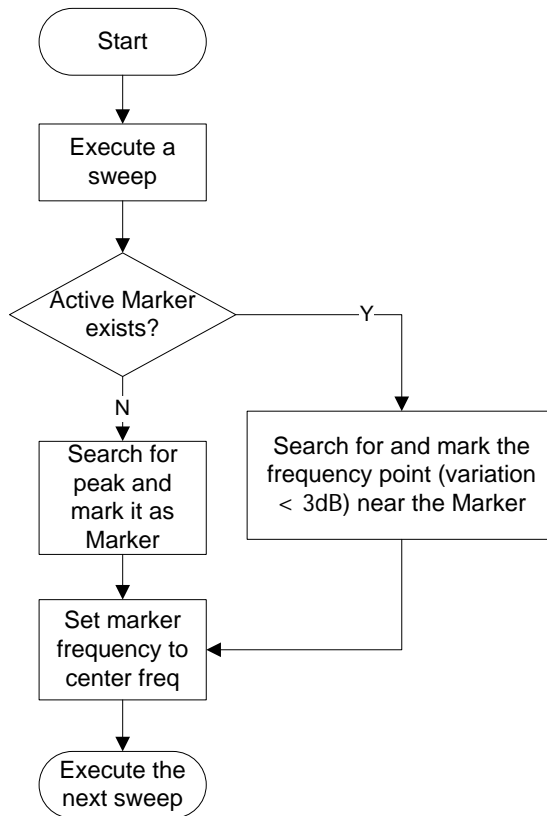 Start
Execute a
sweep
Active Marker
exists?
Y
N
Search for
peak and
mark it as
Marker
Search for and mark the
frequency point (variation
< 3dB) near the Marker
Set marker
frequency to
center freq
Execute the
next sweep